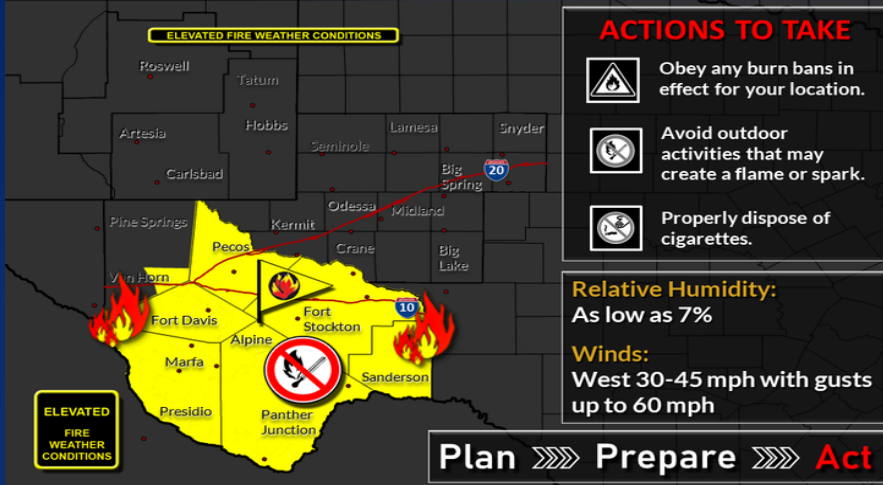 ELEVATED FIRE WEATHER CONDITIONS
Roswell
Tatum
Artesia
Hobbs
Carlsbad
Seminole
Lamesa
Snyder
Big
Spring
20
Odessa
Midland
Pine Springs
Kermit
Pecos
Crane
Big
Lake
Van Horn
10
Fort Davis
Fort
Stockton
Alpine
Marfa
Sanderson
Presidio
Panther
Junction
ELEVATED
FIRE
WEATHER
CONDITIONS
ACTIONS TO TAKE
Obey any burn bans in
effect for your location.
Avoid outdoor
activities that may
create a flame or spark.
Properly dispose of
cigarettes.
Relative Humidity:
As low as 7%
Winds:
West 30-45 mph with gusts
up to 60 mph
Plan Prepare Act